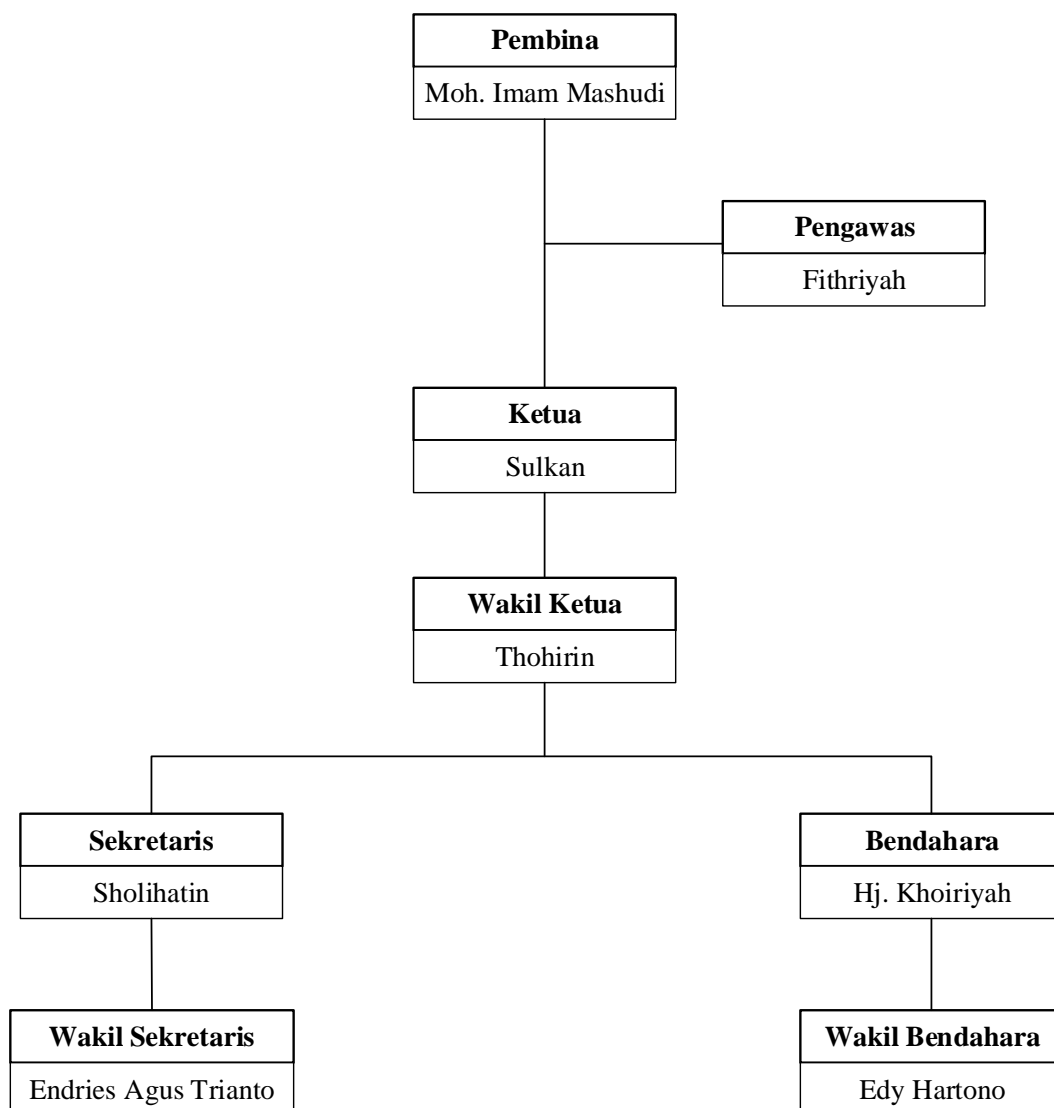 Pembina
Moh. Imam Mashudi
Pengawas
Fithriyah
Ketua
Sulkan
Wakil Ketua
Thohirin
Sekretaris
Sholihatin
Bendahara
Hj. Khoiriyah
Wakil Sekretaris
Endries Agus Trianto
Wakil Bendahara
Edy Hartono